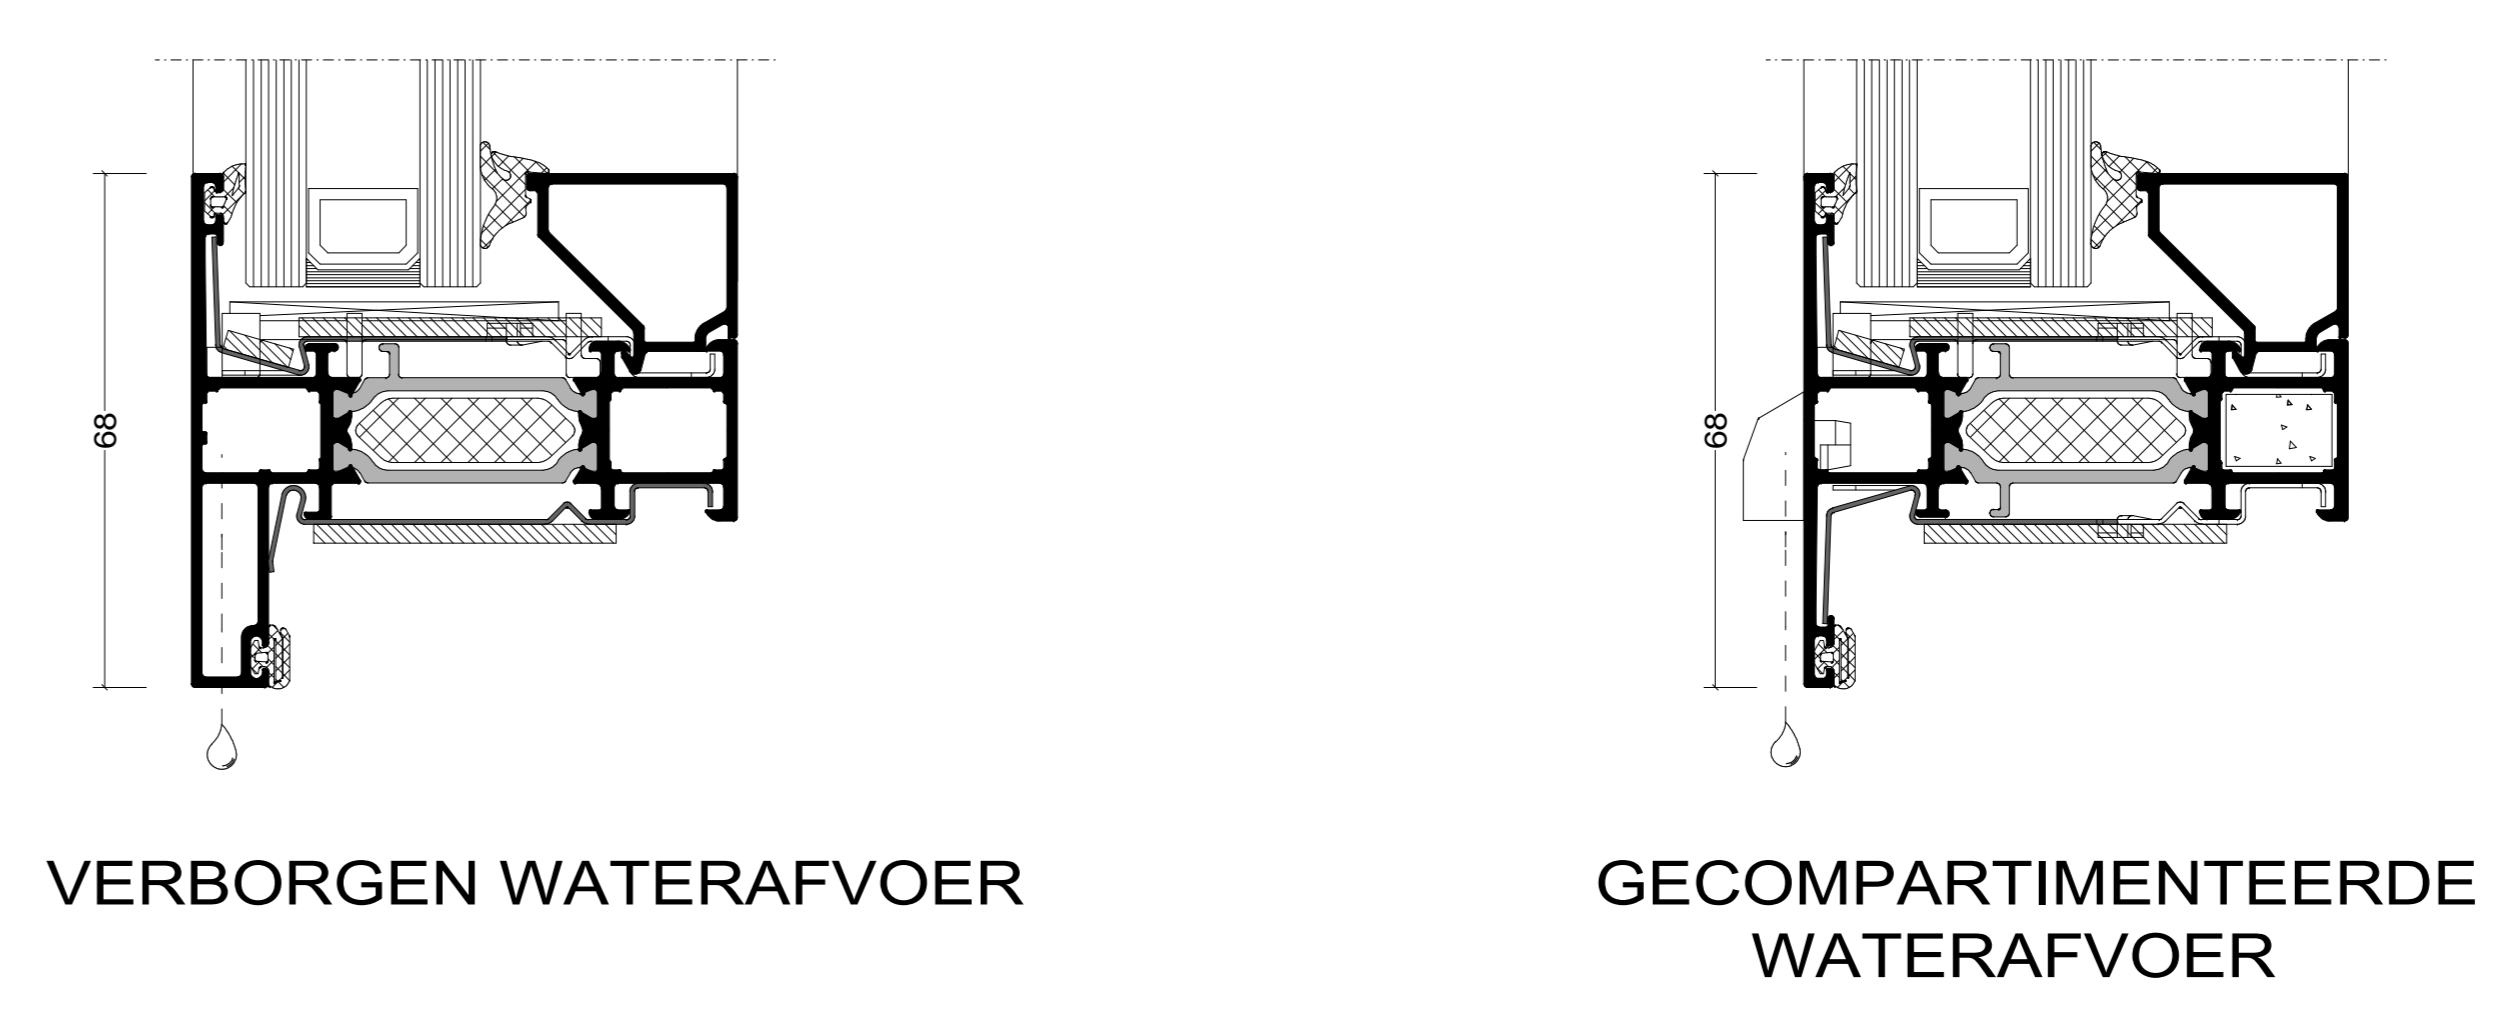 68
68
VERBORGEN WATERAFVOER
GECOMPARTIMENTEERDE
WATERAFVOER